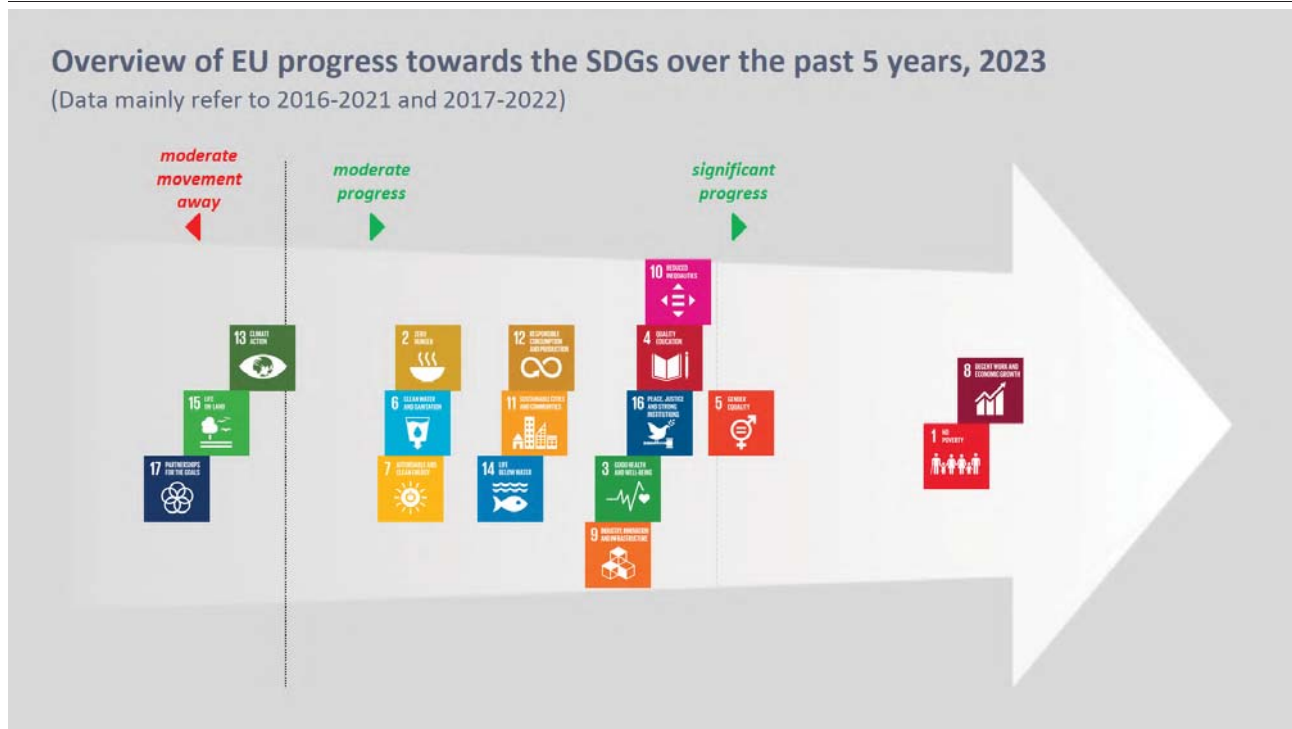 Overview of EU progress towards the SDGs over the past 5 years, 2023
(Data mainly refer to 2016-2021 and 2017-2022)
moderate
movement
away
moderate
progress
significant
progress
10 REDUCED
INEQUALITIES
13 CLIMATE
ACTION
2 ZERO
HUNGER
12 RESPONSIBLE
CONSUMPTION
AND PRODUCTION
4 QUALITY
EDUCATION
8 DECENT WORK AND
ECONOMIC GROWTH
15 LIFE
ON LAND
6 CLEAN WATER
AND SANITATION
11 SUSTAINABLE CITIES
AND COMMUNITIES
16 PEACE, JUSTICE
AND STRONG
INSTITUTIONS
5 GENDER
EQUALITY
1 NO
POVERTY
17 PARTNERSHIPS
FOR THE GOALS
7 AFFORDABLE AND
CLEAN ENERGY
14 LIFE
BELOW WATER
3 GOOD HEALTH
AND WELL-BEING
9 INDUSTRY, INNOVATION
AND INFRASTRUCTURE